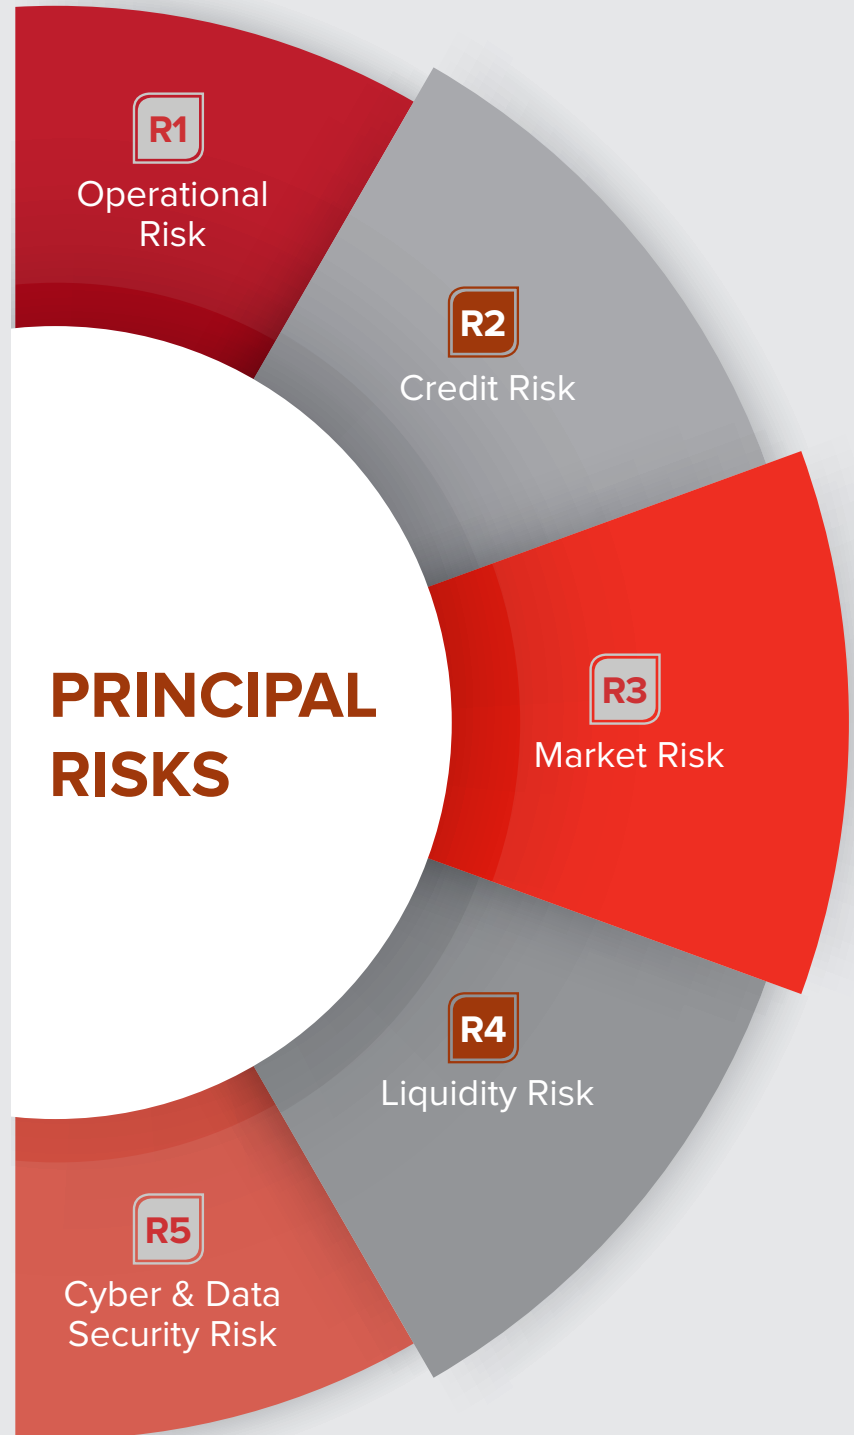 R1
Operational
Risk
R2
Credit Risk
R3
Market Risk
PRINCIPAL
RISKS
R4
Liquidity Risk
R5
Cyber & Data
Security Risk